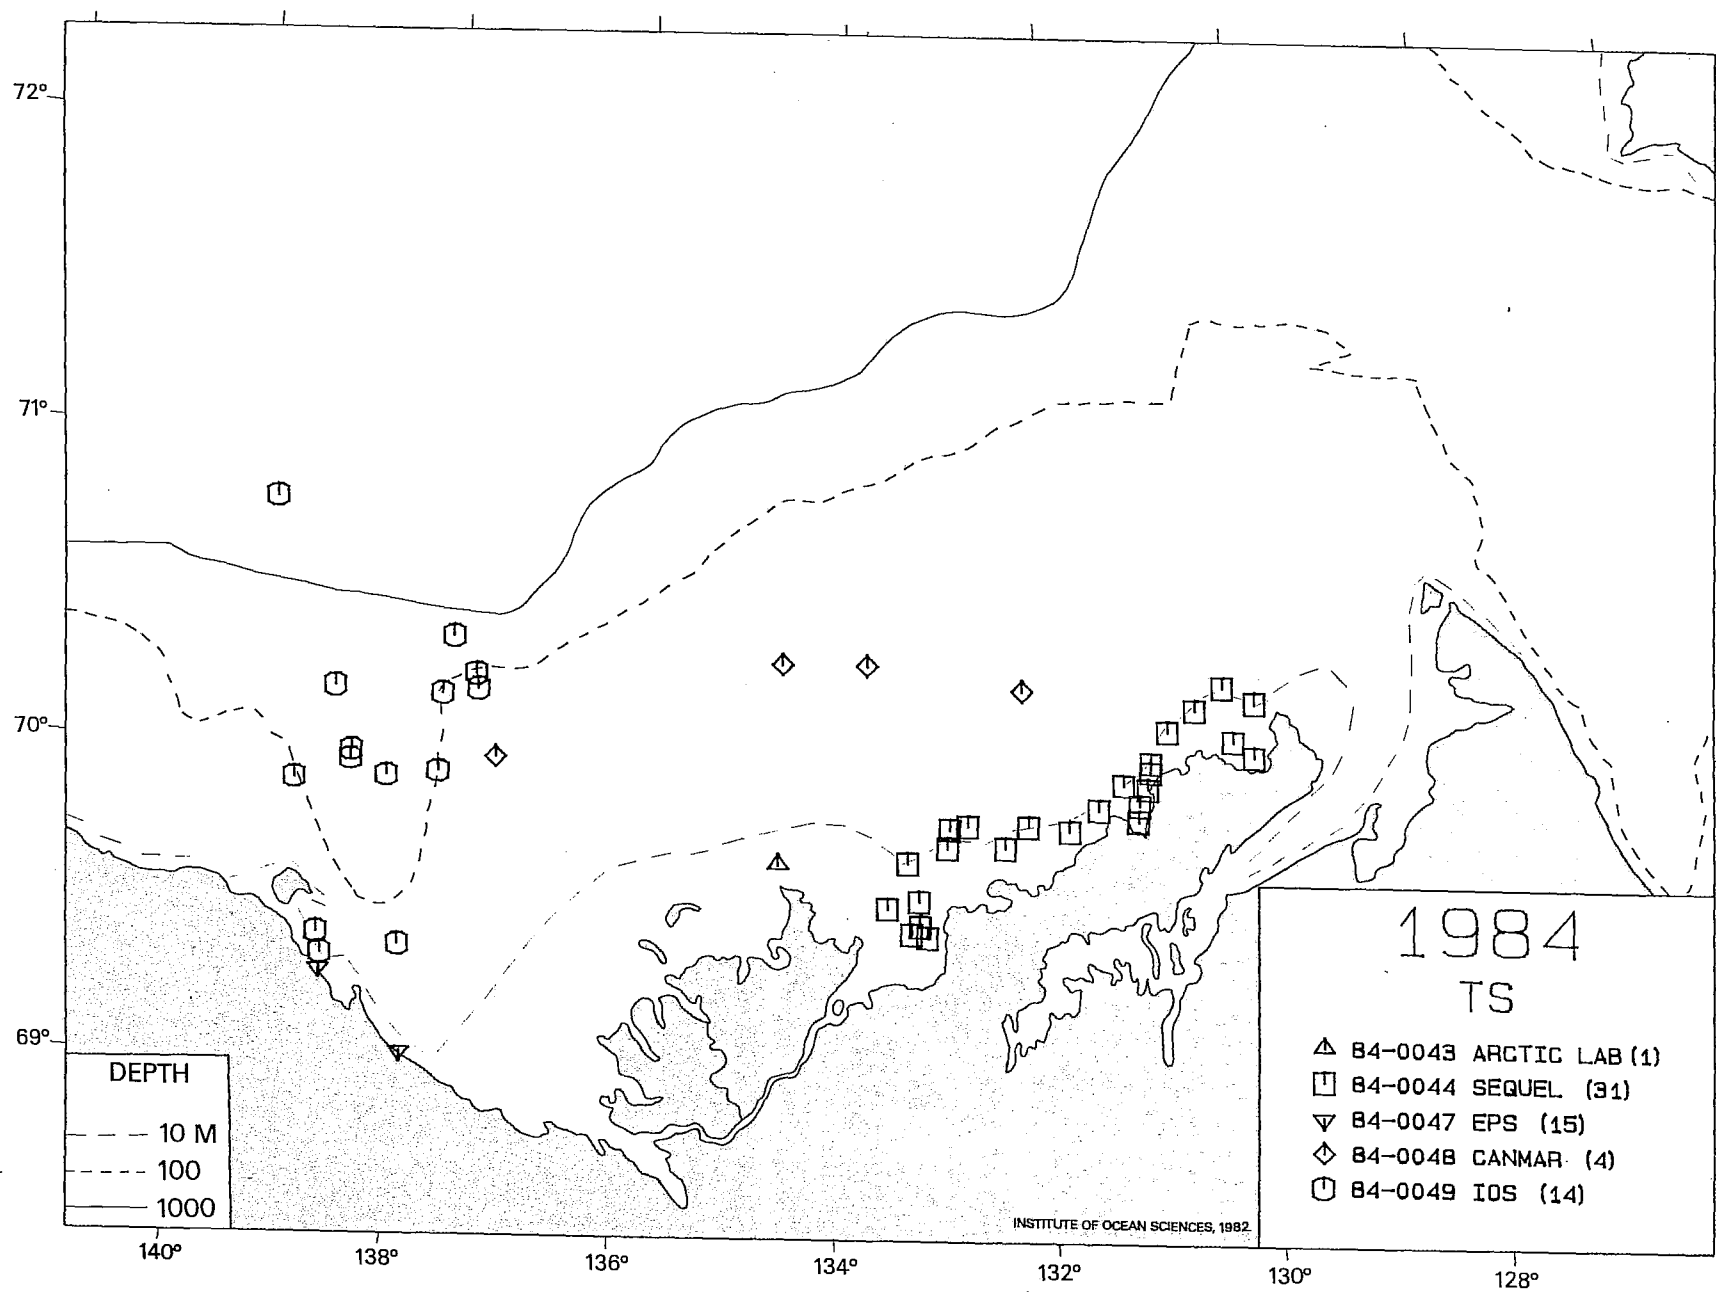 72°
71°
70°
69°
DEPTH
10 M
100
1000
140°
138°
136°
134°
132°
130°
128°
INSTITUTE OF OCEAN SCIENCES, 1982
1984
TS
84-0043 ARCTIC LAB (1)
84-0044 SEQUEL (31)
84-0047 EPS (15)
84-0048 CANMAR (4)
84-0049 IOS (14)